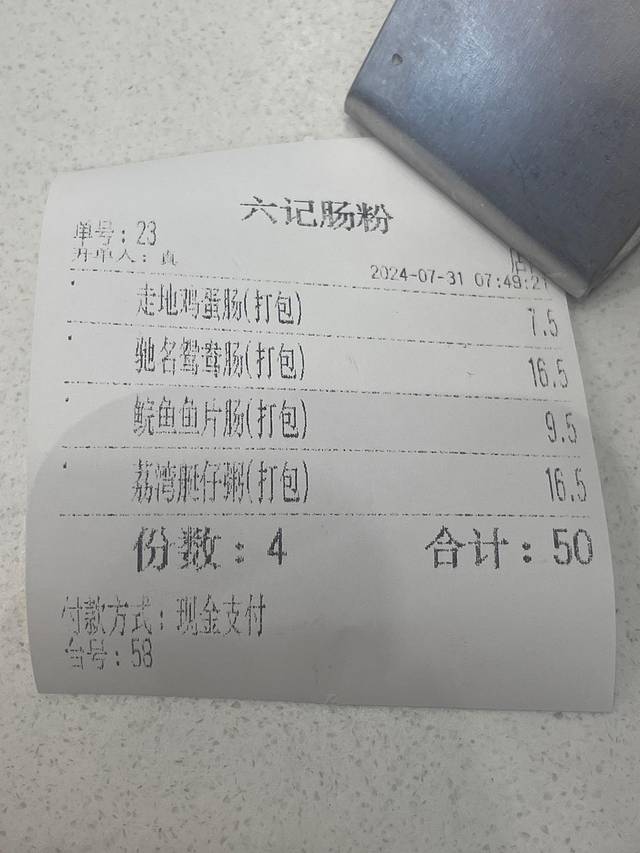 六记肠粉
单号：23
开单人：真
2024-07-31 07:49:21
走地鸡蛋肠(打包) 7.5
驰名鸳鸯肠(打包) 16.5
鲩鱼鱼片肠(打包) 9.5
荔湾艇仔粥(打包) 16.5
份数：4 合计：50
付款方式：现金支付
台号：58